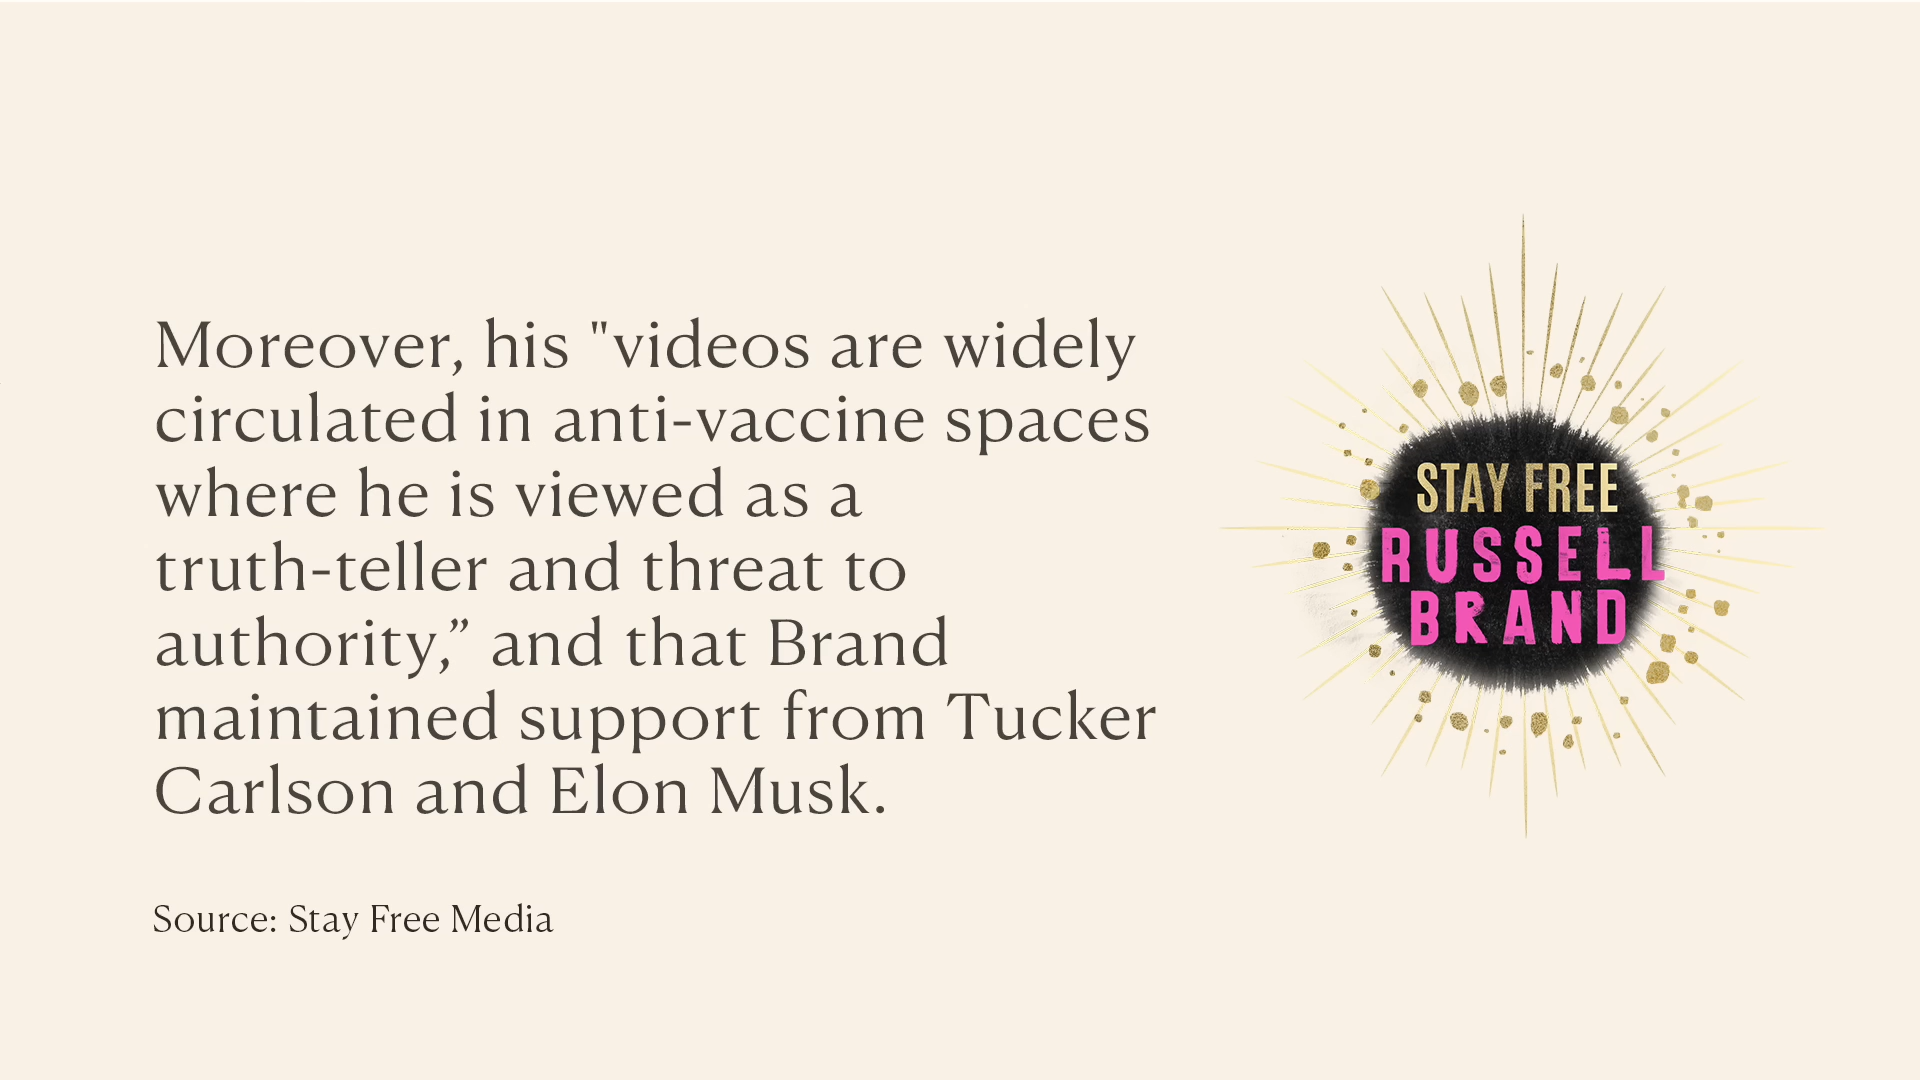 Moreover, his "videos are widely
circulated in anti-vaccine spaces
where he is viewed as a
truth-teller and threat to
authority,” and that Brand
maintained support from Tucker
Carlson and Elon Musk.
Source: Stay Free Media
STAY FREE
RUSSELL
BRAND